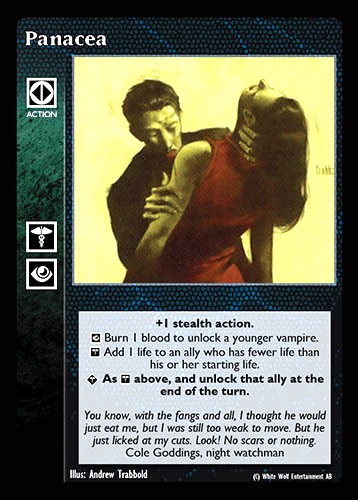 Panacea
ACTION
+1 stealth action.
Burn 1 blood to unlock a younger vampire.
Add 1 life to an ally who has fewer life than
his or her starting life.
As above, and unlock that ally at the
end of the turn.
You know, with the fangs and all, I thought he would
just eat me, but I was still too weak to move. But he
just licked at my cuts. Look! No scars or nothing.
Cole Goddings, night watchman
Illus: Andrew Trabbold
(C) White Wolf Entertainment AB